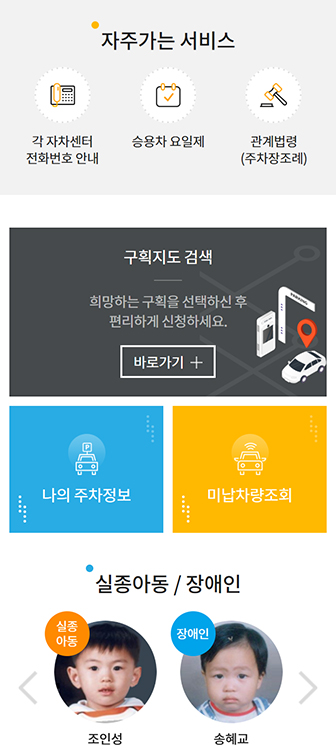 자주가는 서비스
각 자차센터
전화번호 안내
승용차 요일제
관계법령
(주차장조례)
구획지도 검색
희망하는 구획을 선택하신 후
편리하게 신청하세요.
바로가기 +
PARKING
P
나의 주차정보
미납차량조회
실종아동 / 장애인
실종
아동
장애인
조인성
송혜교